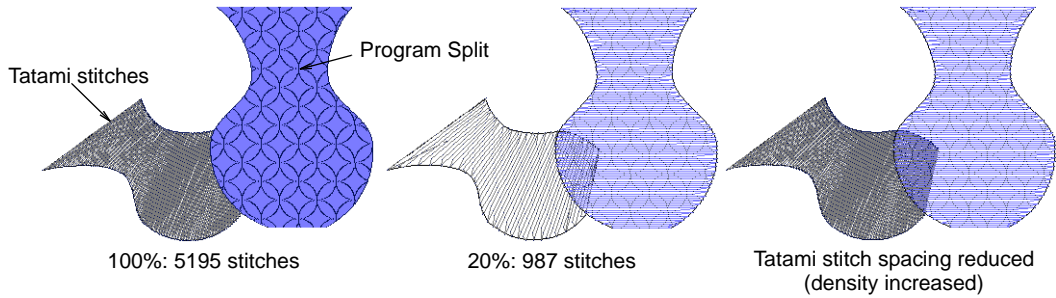 Program Split
Tatami stitches
100%: 5195 stitches
20%: 987 stitches
Tatami stitch spacing reduced
(density increased)